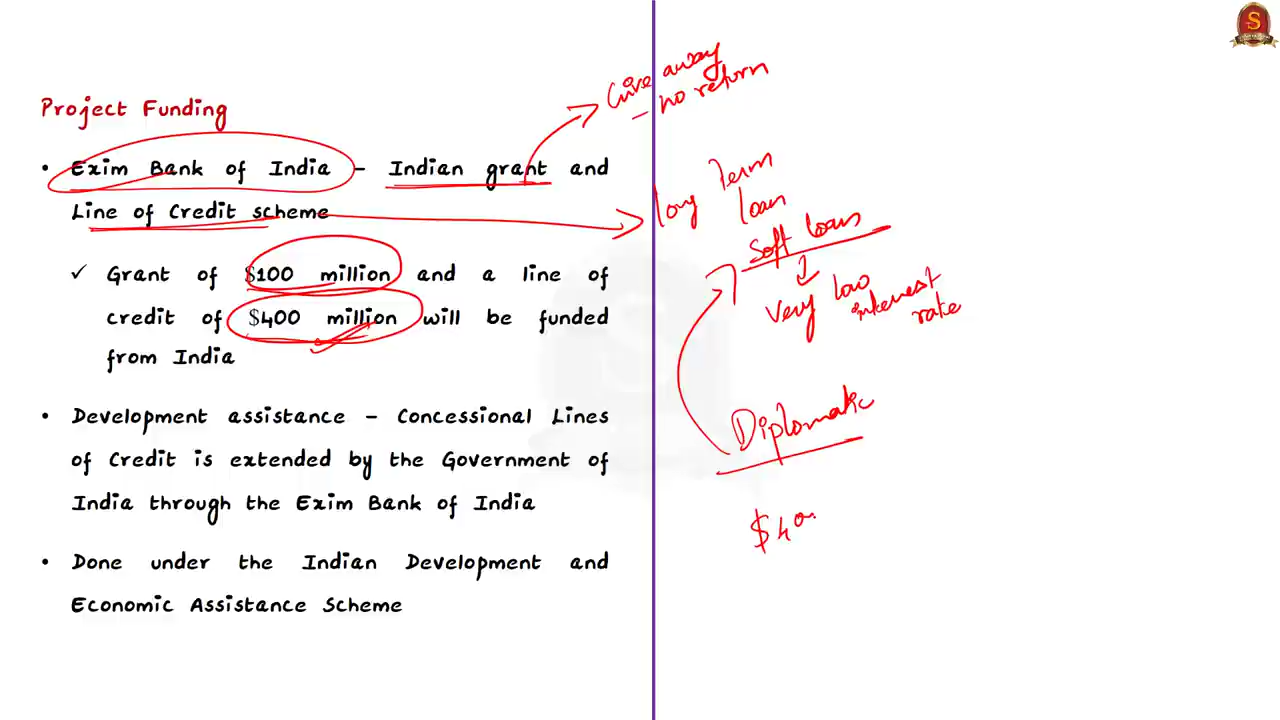 Project Funding
• Exim Bank of India – Indian grant and
Line of Credit scheme
✓ Grant of $100 million and a line of
credit of $400 million will be funded
from India
• Development assistance – Concessional Lines
of Credit is extended by the Government of
India through the Exim Bank of India
• Done under the Indian Development and
Economic Assistance Scheme
Give away
– no return
long Term
loan
Soft loan
Very low interest
rate
Diplomatic
$40
S